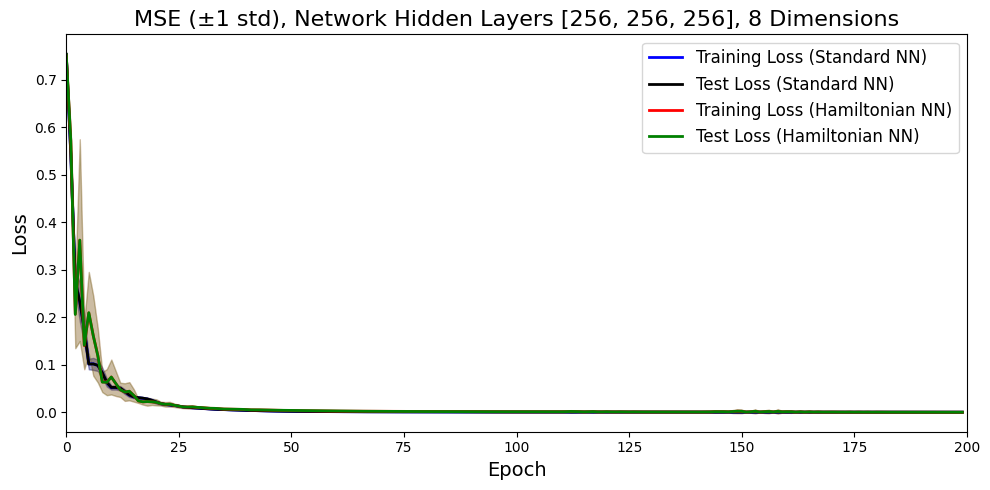 MSE (±1 std), Network Hidden Layers [256, 256, 256], 8 Dimensions
Training Loss (Standard NN)
Test Loss (Standard NN)
Training Loss (Hamiltonian NN)
Test Loss (Hamiltonian NN)
Loss
0.7
0.6
0.5
0.4
0.3
0.2
0.1
0.0
0 25 50 75 100 125 150 175 200
Epoch